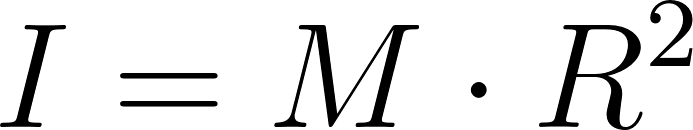 I = M · R²